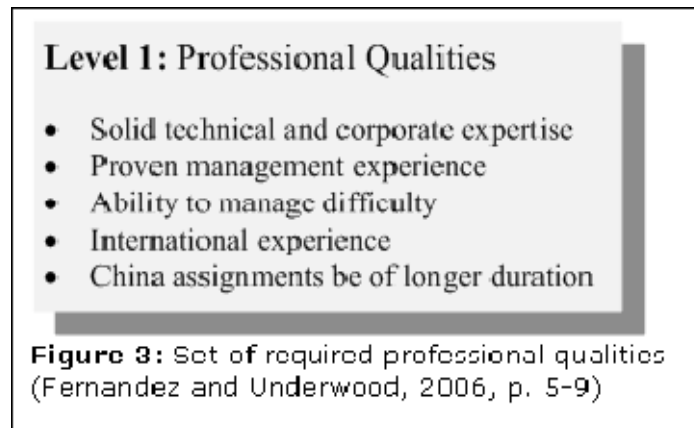 Level 1: Professional Qualities
• Solid technical and corporate expertise
• Proven management experience
• Ability to manage difficulty
• International experience
• China assignments be of longer duration
Figure 3: Set of required professional qualities
(Fernandez and Underwood, 2006, p. 5-9)